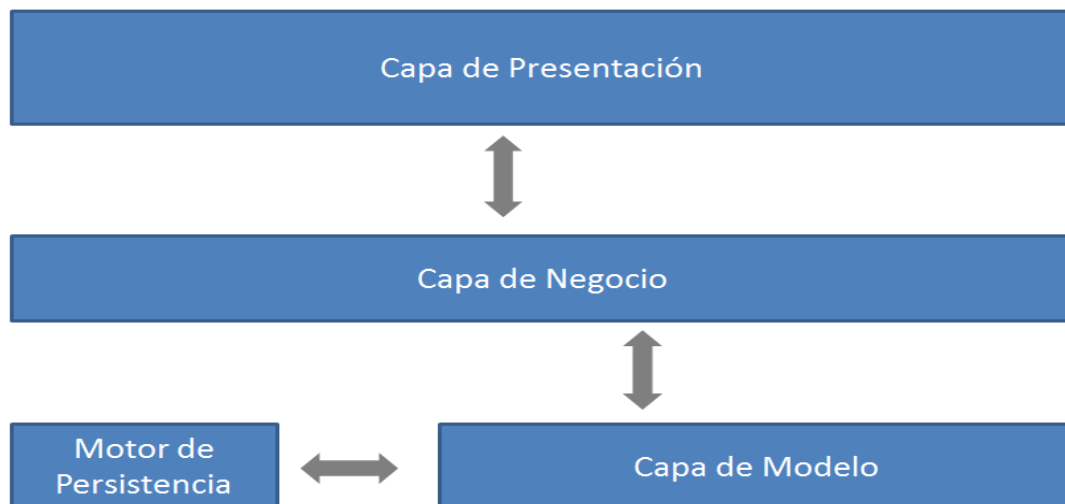 Capa de Presentación
Capa de Negocio
Motor de
Persistencia
Capa de Modelo